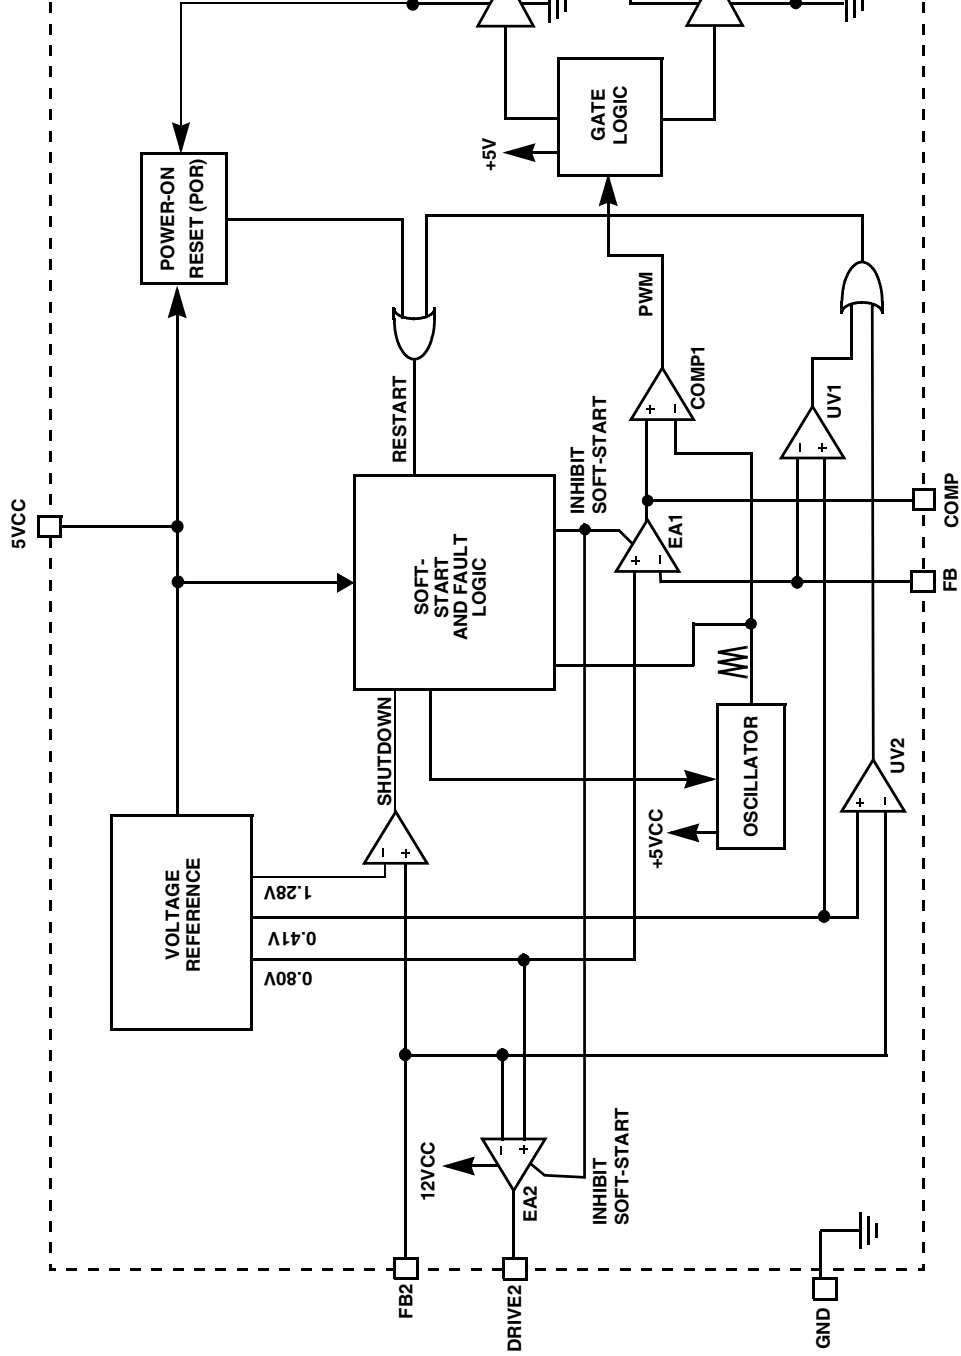 5VCC
POWER-ON
RESET (POR)
+5V
GATE
LOGIC
PWM
RESTART
COMP1
UV1
INHIBIT
SOFT-START
EA1
COMP
FB
SOFT-
START
AND FAULT
LOGIC
SHUTDOWN
VOLTAGE
REFERENCE
1.28V
0.41V
0.80V
+5VCC
OSCILLATOR
UV2
12VCC
EA2
INHIBIT
SOFT-START
FB2
DRIVE2
GND
+
–
+
–
–
+
–
+
+
–
–
+